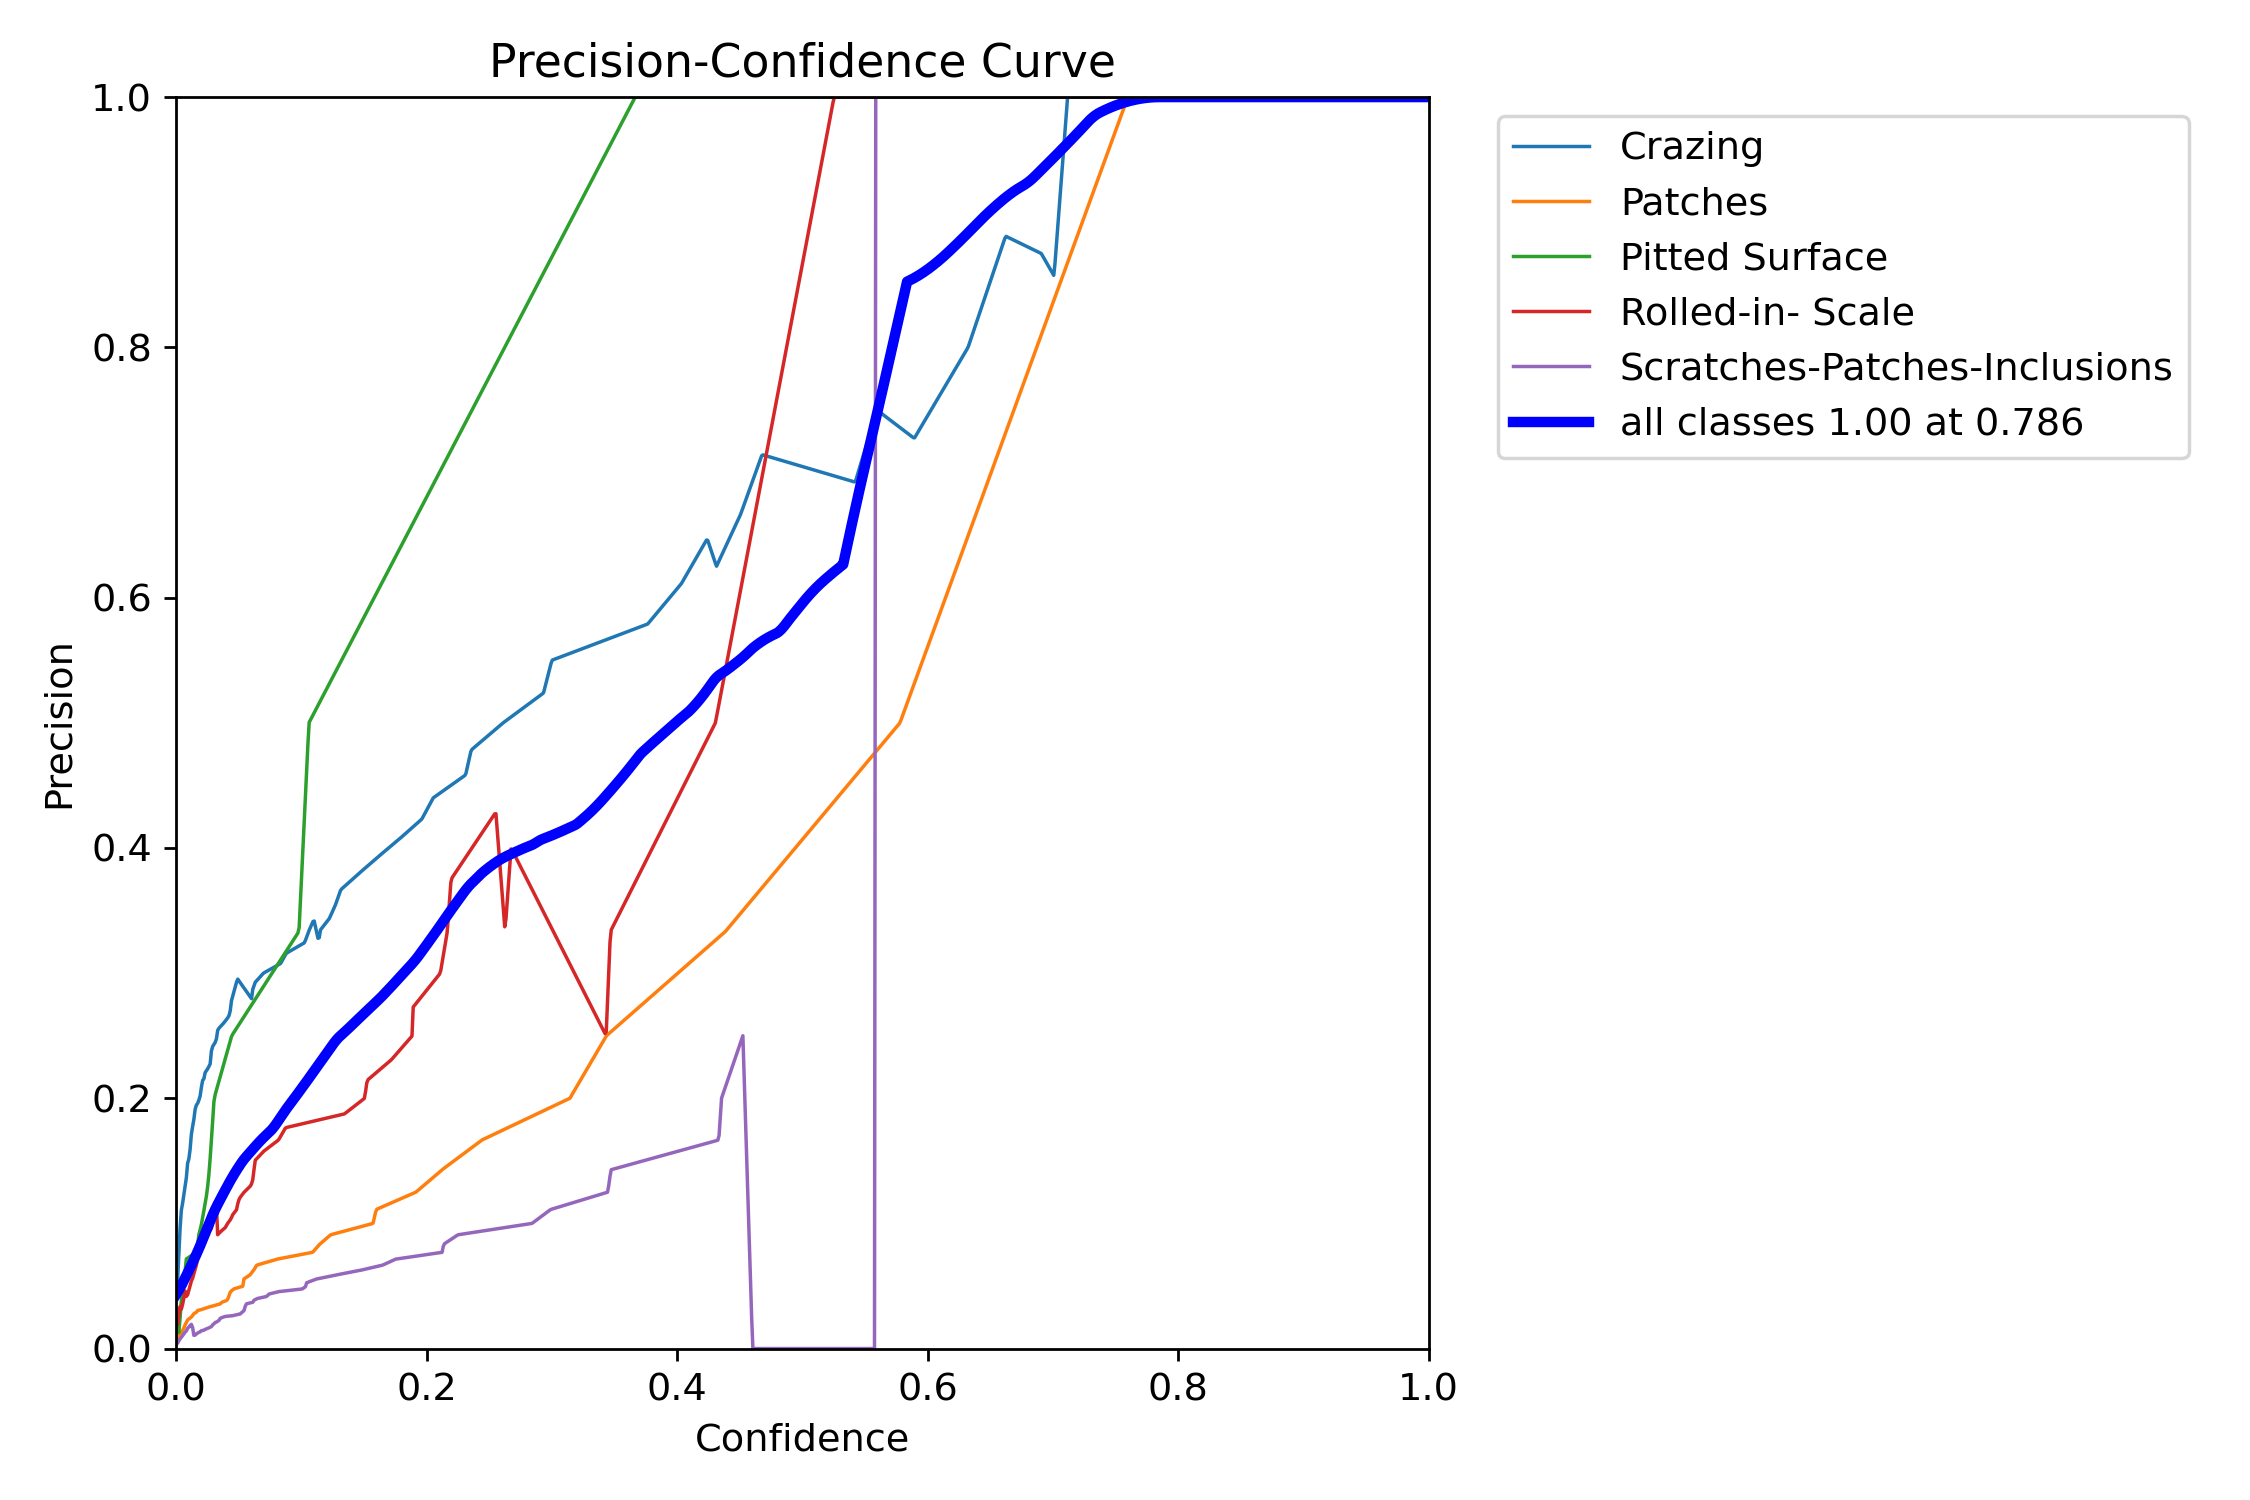 Precision-Confidence Curve
1.0
0.8
0.6
0.4
0.2
0.0
Precision
0.0 0.2 0.4 0.6 0.8 1.0
Confidence
Crazing
Patches
Pitted Surface
Rolled-in- Scale
Scratches-Patches-Inclusions
all classes 1.00 at 0.786